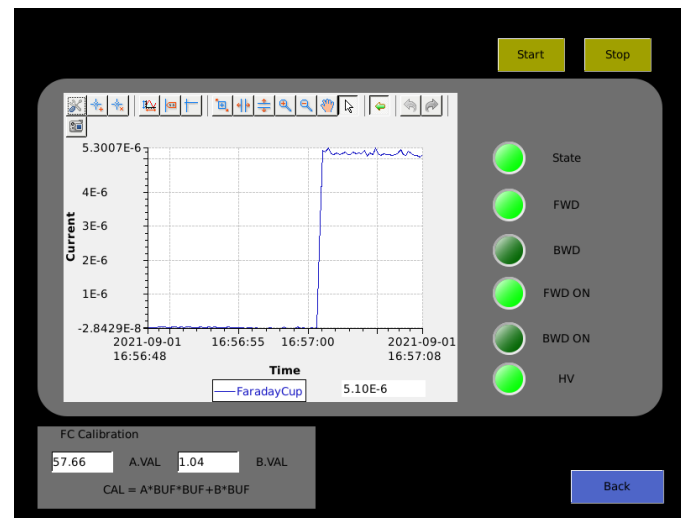 Start Stop
5.3007E-6
4E-6
3E-6
2E-6
1E-6
-2.8429E-8
Current
2021-09-01 16:56:55 16:57:00 2021-09-01
16:56:48 16:57:08
Time
FaradayCup 5.10E-6
State
FWD
BWD
FWD ON
BWD ON
HV
FC Calibration
57.66 A.VAL 1.04 B.VAL
CAL = A*BUF*BUF+B*BUF
Back